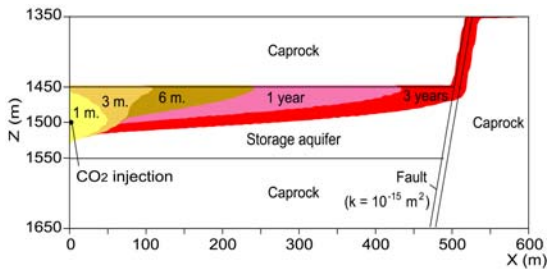 1350
Caprock
1450
3 m.
6 m.
1 year
3 years
1 m.
Z (m)
1500
Caprock
Storage aquifer
1550
CO2 injection
Fault
(k = 10⁻¹⁵ m²)
Caprock
1650
0 100 200 300 400 500 600
X (m)